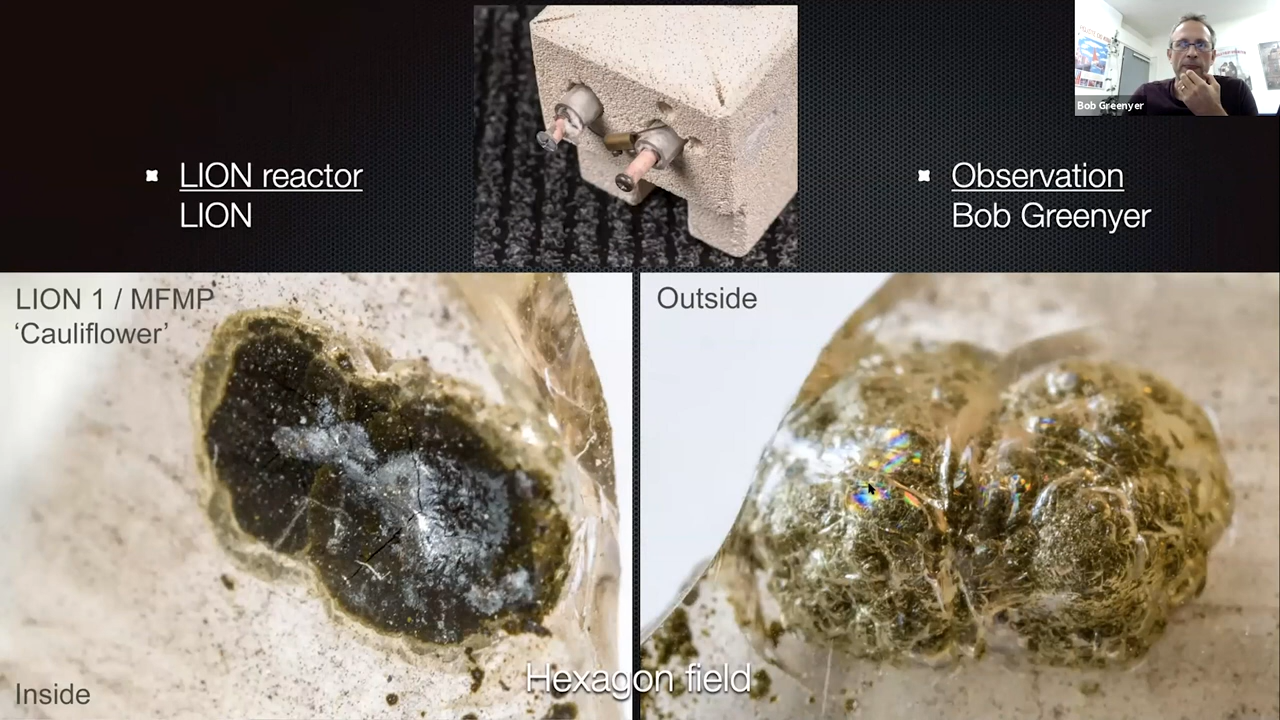 Bob Greenyer
LION reactor
LION
Observation
Bob Greenyer
LION 1 / MFMP
‘Cauliflower’
Outside
Hexagon field
Inside